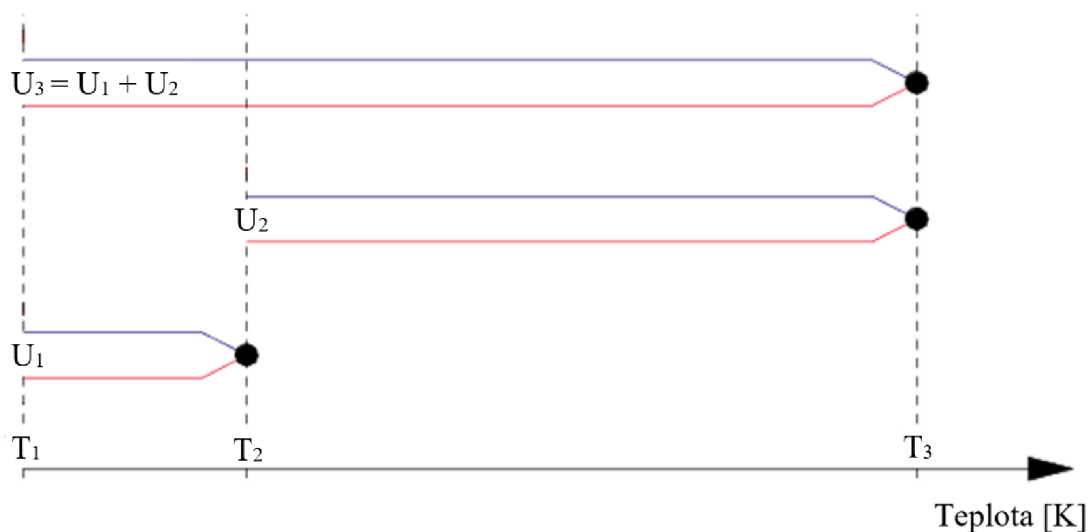 U₃ = U₁ + U₂
U₂
U₁
T₁ T₂ T₃
Teplota [K]